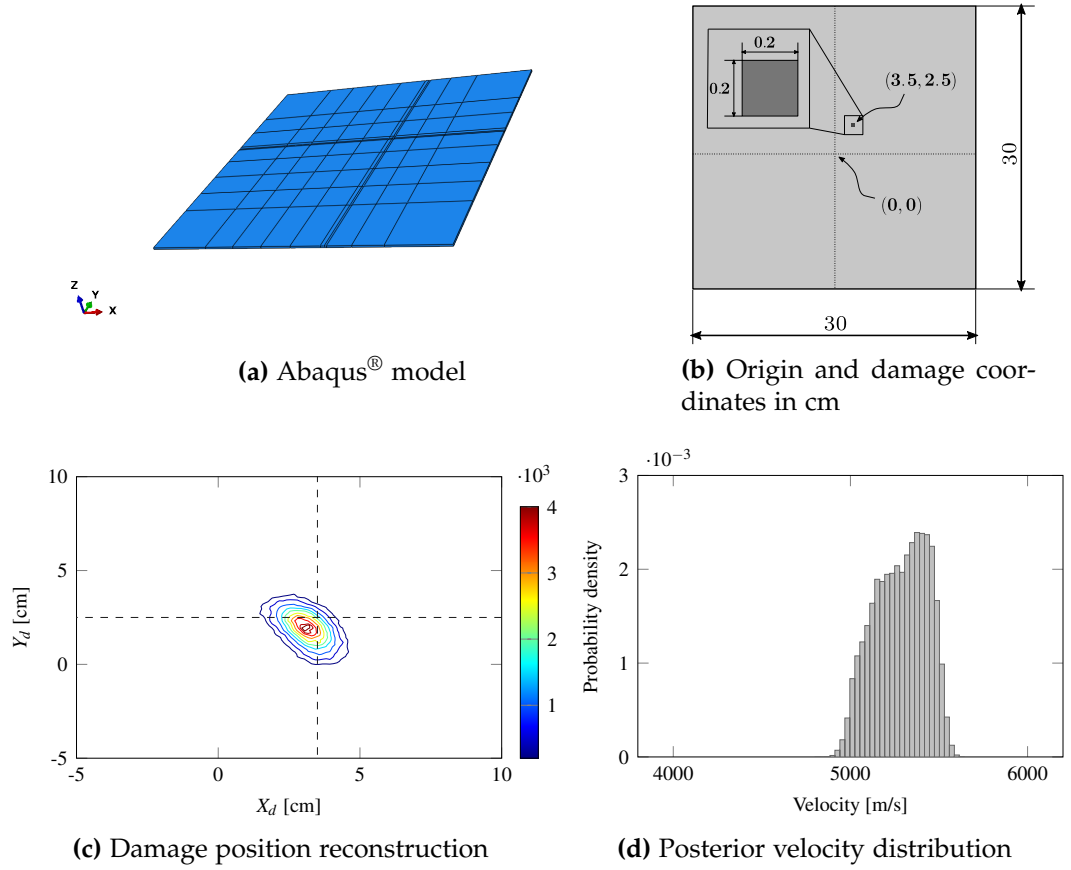 Z
Y
X
(a) Abaqus® model
0.2
0.2
(3.5, 2.5)
(0, 0)
30
30
(b) Origin and damage coor-
dinates in cm
·10³
10
5
0
-5
-5
0
5
10
Y_d [cm]
X_d [cm]
4
3
2
1
(c) Damage position reconstruction
·10⁻³
3
2
1
0
4000
5000
6000
Probability density
Velocity [m/s]
(d) Posterior velocity distribution